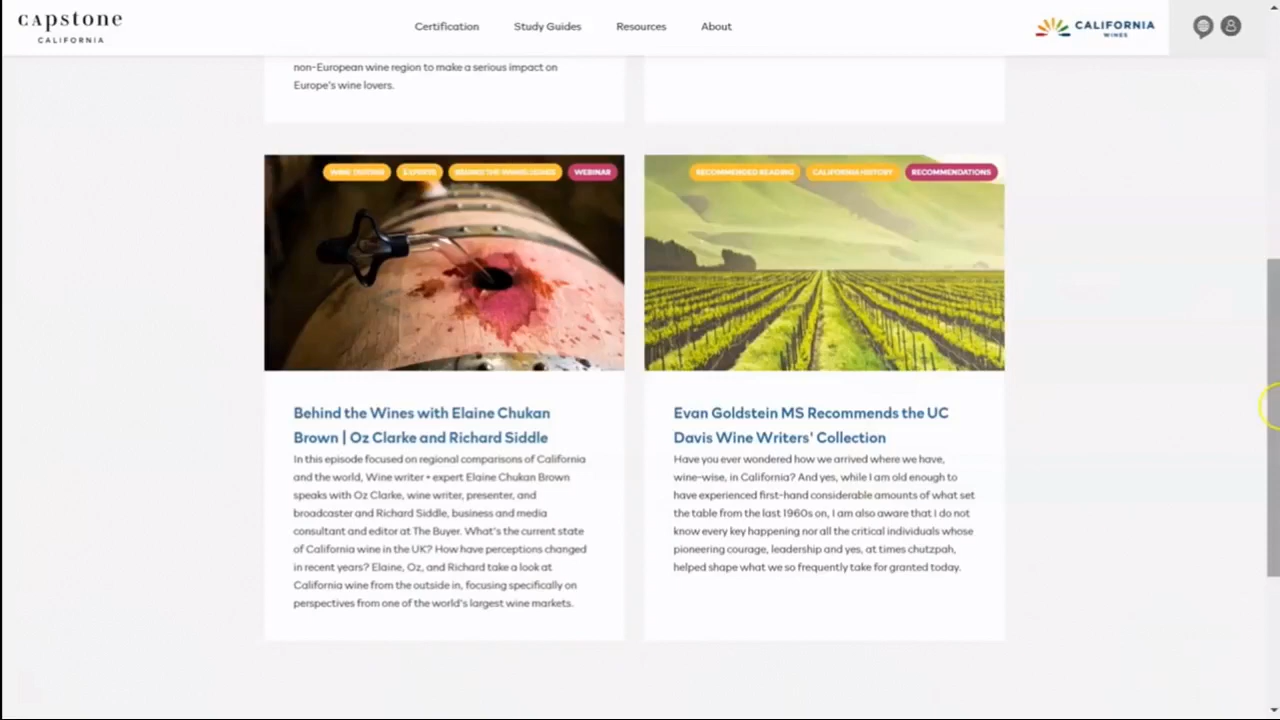 capstone
CALIFORNIA
Certification
Study Guides
Resources
About
CALIFORNIA
WINES
non-European wine region to make a serious impact on
Europe's wine lovers.
EXPERTS
BEHIND THE WINES SERIES
WEBINAR
RECOMMENDED READING
CALIFORNIA HISTORY
RECOMMENDATIONS
Behind the Wines with Elaine Chukan
Brown | Oz Clarke and Richard Siddle
In this episode focused on regional comparisons of California
and the world, Wine writer + expert Elaine Chukan Brown
speaks with Oz Clarke, wine writer, presenter, and
broadcaster and Richard Siddle, business and media
consultant and editor at The Buyer. What's the current state
of California wine in the UK? How have perceptions changed
in recent years? Elaine, Oz, and Richard take a look at
California wine from the outside in, focusing specifically on
perspectives from one of the world's largest wine markets.
Evan Goldstein MS Recommends the UC
Davis Wine Writers' Collection
Have you ever wondered how we arrived where we have,
wine-wise, in California? And yes, while I am old enough to
have experienced first-hand considerable amounts of what set
the table from the last 1960s on, I am also aware that I do not
know every key happening nor all the critical individuals whose
pioneering courage, leadership and yes, at times chutzpah,
helped shape what we so frequently take for granted today.